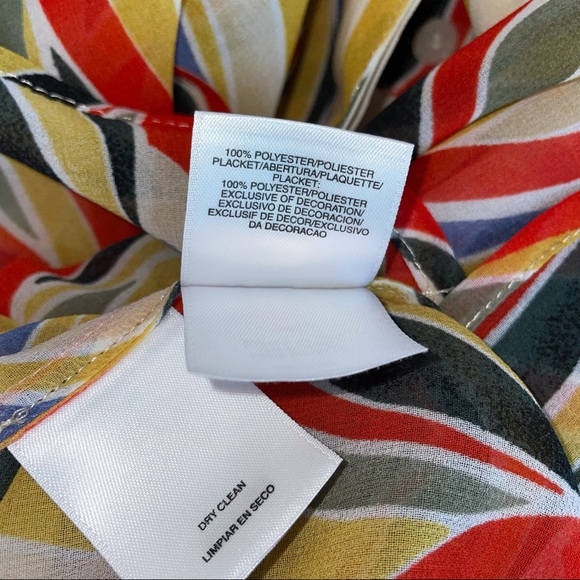 100% POLYESTER/POLIESTER
PLACKET/ABERTURA/PLAQUETTE/
PLACKET:
100% POLYESTER/POLIESTER
EXCLUSIVE OF DECORATION/
EXCLUSIVO DE DECORACION/
EXCLUSIF DE DECOR/EXCLUSIVO
DA DECORACAO
DRY CLEAN
LIMPIAR EN SECO